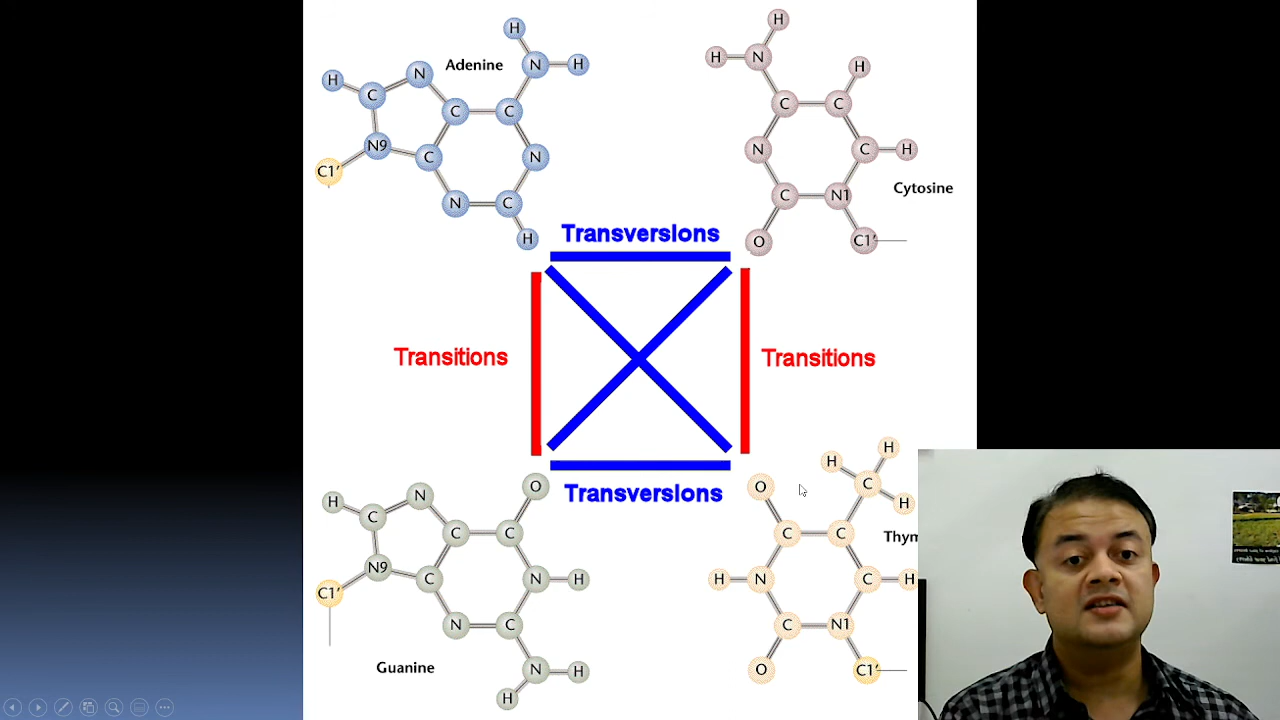 Adenine
H
N
H
H
C
N
C
C
N9
C
N
C1'
N
C
H
H
H
N
H
C
C
N
C
H
Cytosine
C
N1
O
C1'
Transversions
Transitions
Transitions
Transversions
H
N
O
C
C
C
N9
C
N
H
C1'
N
C
Guanine
N
H
H
O
H
H
C
H
Thym
C
C
H
N
C
H
C
N1
O
C1'